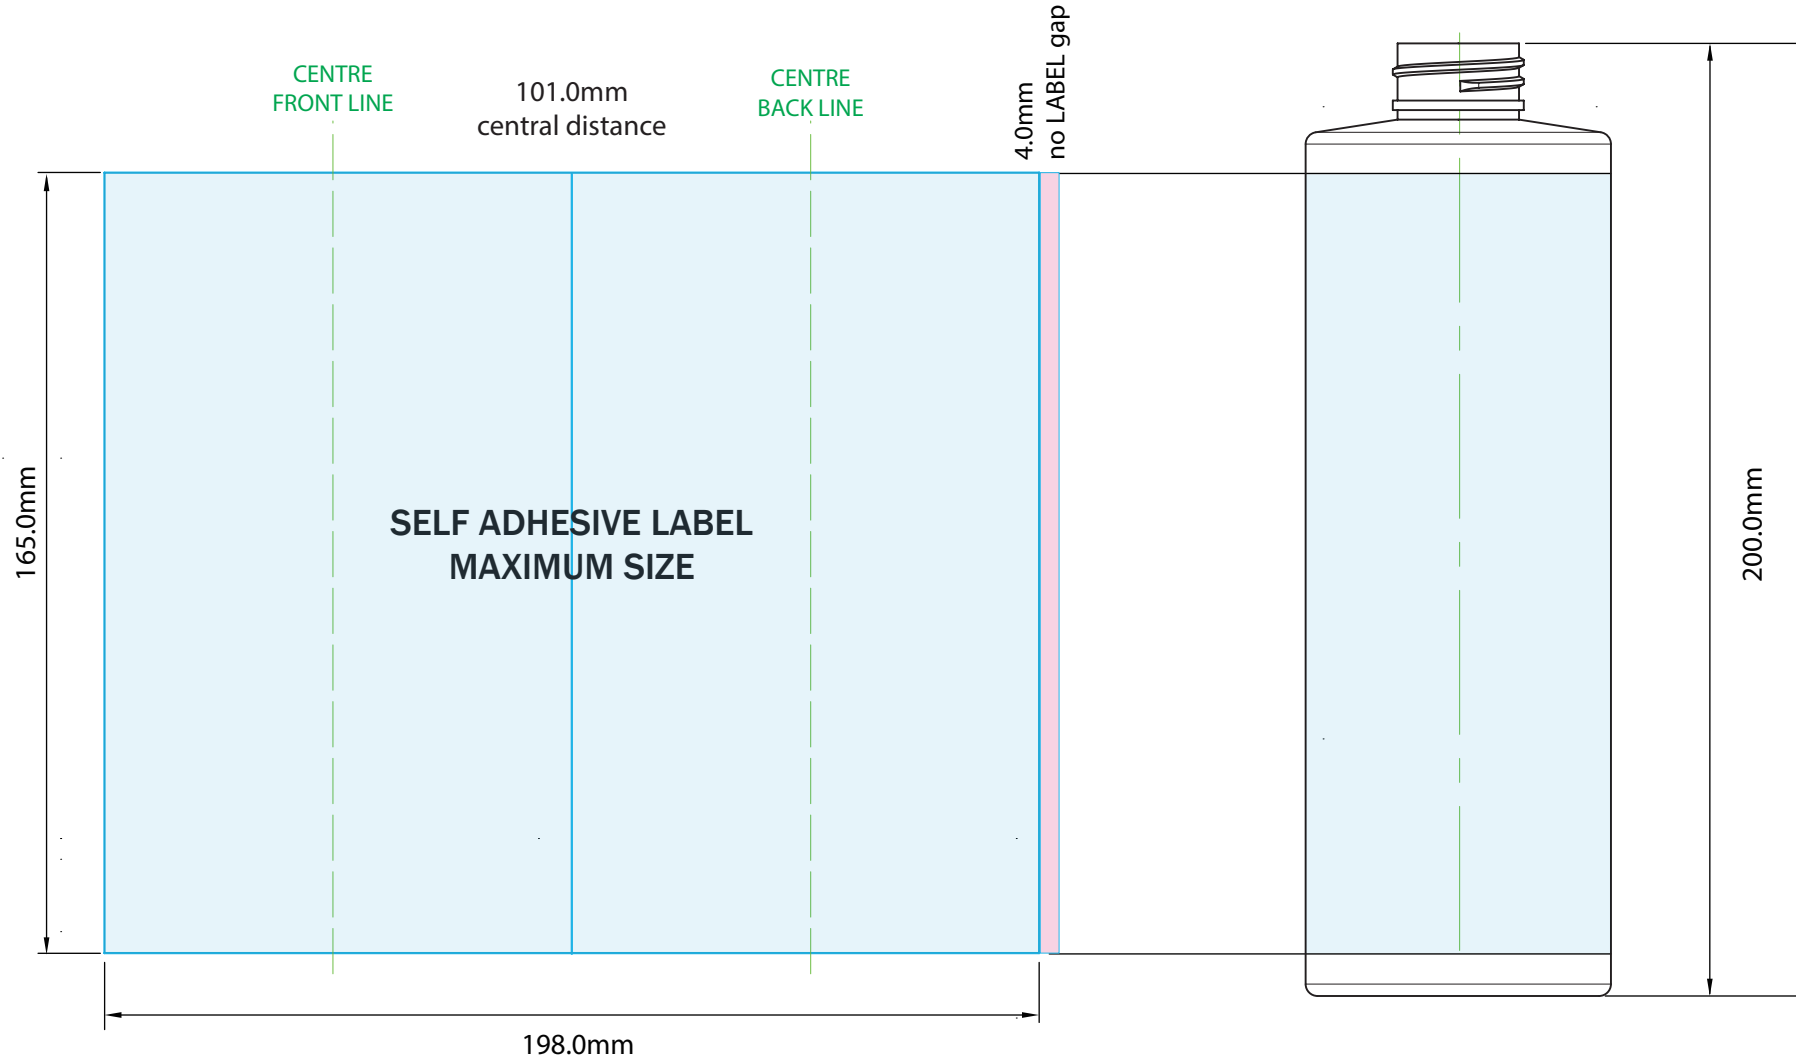 CENTRE
FRONT LINE
101.0mm
central distance
CENTRE
BACK LINE
4.0mm
no LABEL gap
165.0mm
SELF ADHESIVE LABEL
MAXIMUM SIZE
200.0mm
198.0mm